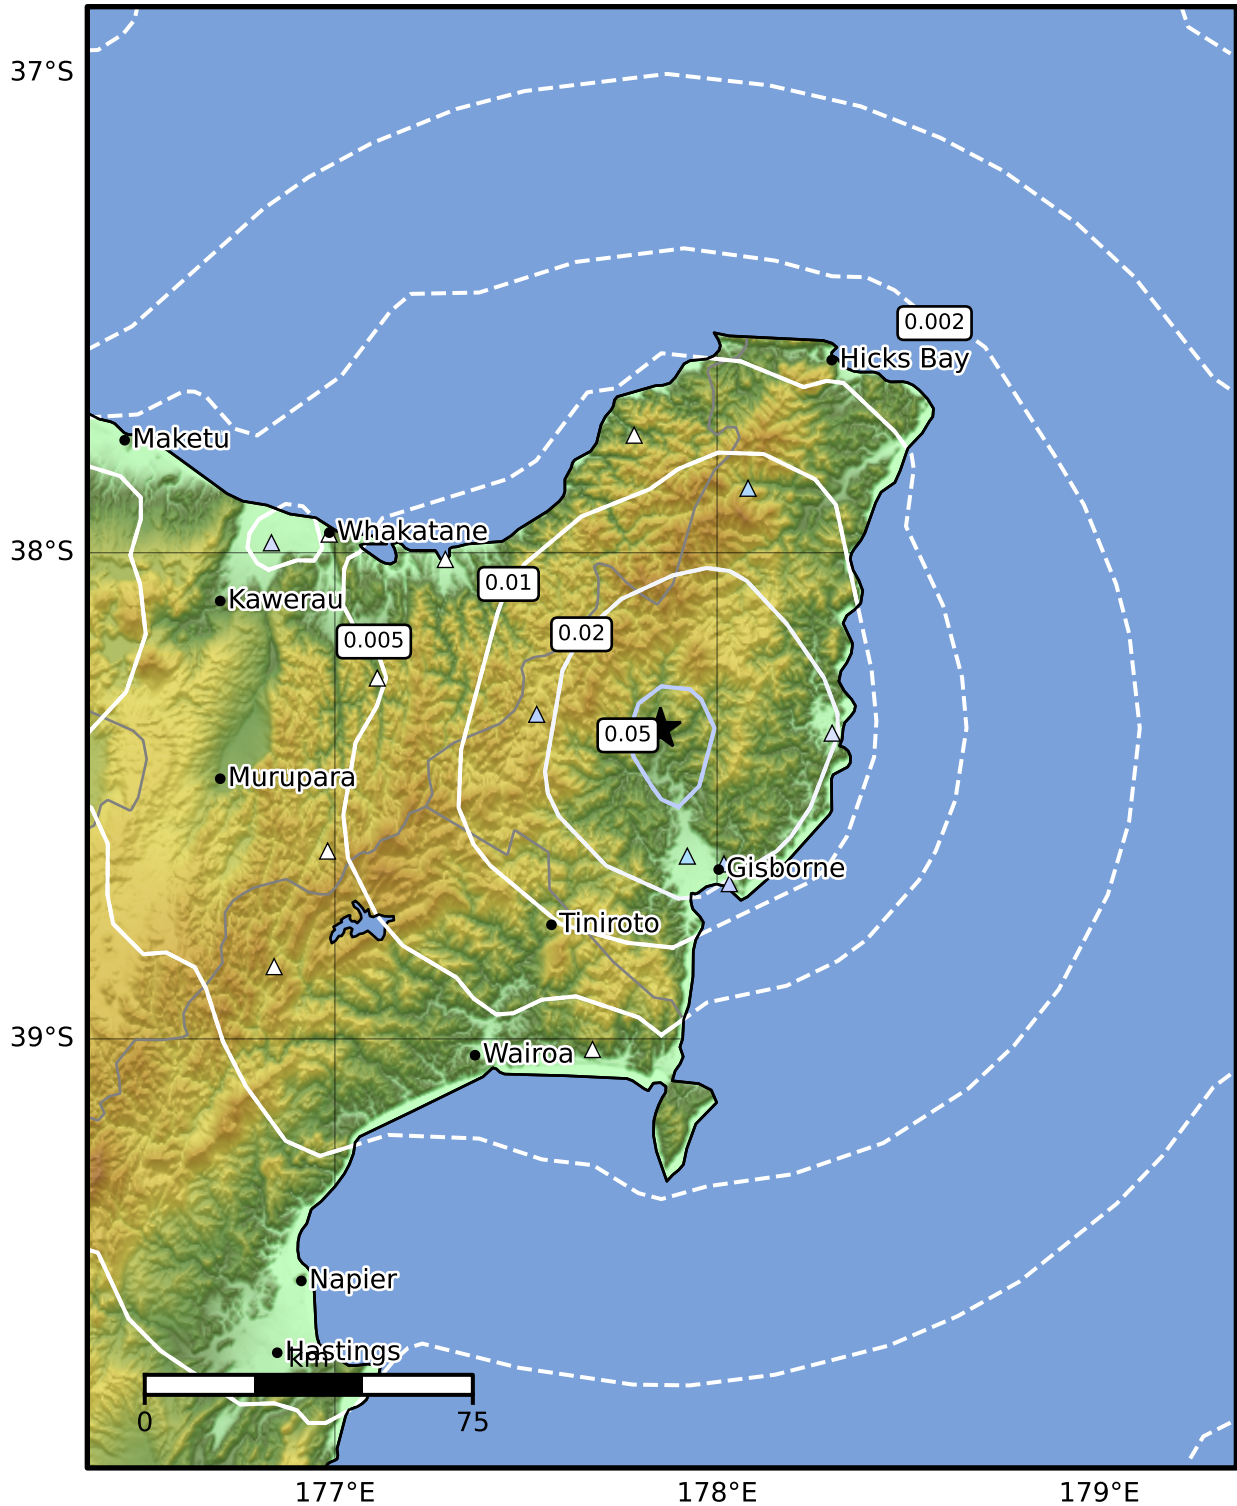 37°S
0.002
Hicks Bay
Maketu
Whakatane
38°S
0.01
Kawerau
0.02
0.005
0.05
Murupara
Gisborne
Tiniroto
39°S
Wairoa
Napier
Hastings
km
0 75
177°E 178°E 179°E